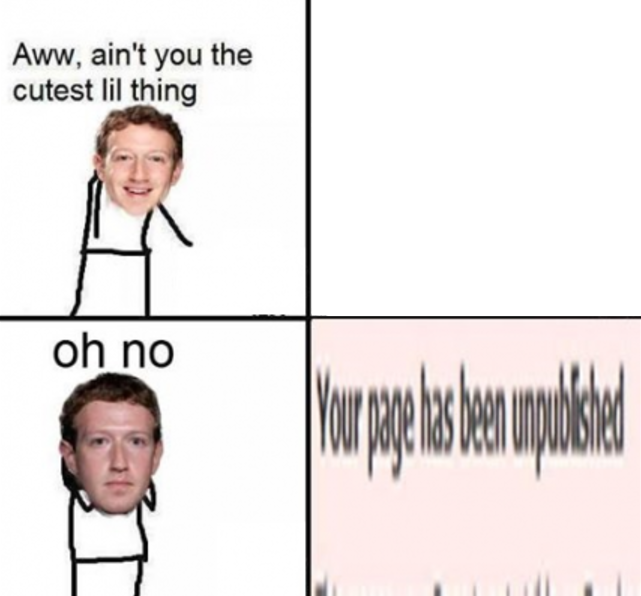 Aww, ain't you the
cutest lil thing
oh no
Your page has been unpublished